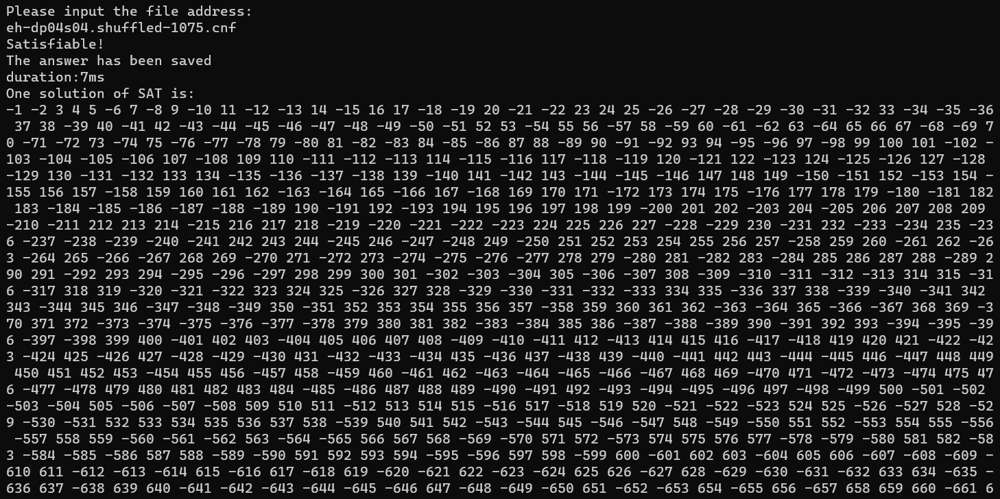 Please input the file address:
eh-dp04s04.shuffled-1075.cnf
Satisfiable!
The answer has been saved
duration:7ms
One solution of SAT is:
-1 -2 3 4 5 -6 7 -8 9 -10 11 -12 -13 14 -15 16 17 -18 -19 20 -21 -22 23 24 25 -26 -27 -28 -29 -30 -31 -32 33 -34 -35 -36
37 38 -39 40 -41 42 -43 -44 -45 -46 -47 -48 -49 -50 -51 52 53 -54 55 56 -57 58 -59 60 -61 -62 63 -64 65 66 67 -68 -69 7
0 -71 -72 73 -74 75 -76 -77 -78 79 -80 81 -82 -83 84 -85 -86 87 88 -89 90 -91 -92 93 94 -95 -96 97 -98 99 100 101 -102 -
103 -104 -105 -106 107 -108 109 110 -111 -112 -113 114 -115 -116 117 -118 -119 120 -121 122 -123 124 -125 -126 127 -128
-129 130 -131 -132 133 134 -135 -136 -137 -138 139 -140 141 -142 143 -144 -145 -146 147 148 149 -150 -151 152 -153 154 -
155 156 157 -158 159 160 161 162 -163 -164 165 -166 167 -168 169 170 171 -172 173 174 175 -176 177 178 179 -180 -181 182
183 -184 -185 -186 -187 -188 -189 190 -191 192 -193 194 195 196 197 198 199 -200 201 202 -203 204 -205 206 207 208 209
-210 -211 212 213 214 -215 216 217 218 -219 -220 -221 -222 -223 224 225 226 227 -228 -229 230 -231 232 -233 -234 235 -23
6 -237 -238 -239 -240 -241 242 243 244 -245 246 -247 -248 249 -250 251 252 253 254 255 256 257 -258 259 260 -261 262 -26
3 -264 265 -266 -267 268 269 -270 271 -272 273 -274 -275 -276 -277 278 279 -280 281 -282 283 -284 285 286 287 288 -289 2
90 291 -292 293 294 -295 -296 -297 298 299 300 301 -302 -303 -304 305 -306 -307 308 -309 -310 -311 -312 -313 314 315 -31
6 -317 318 319 -320 -321 -322 323 324 325 -326 327 328 -329 -330 -331 -332 -333 334 335 -336 337 338 -339 -340 -341 342
343 -344 345 346 -347 -348 -349 350 -351 352 353 354 355 356 357 -358 359 360 361 362 -363 -364 365 -366 -367 368 369 -3
70 371 372 -373 -374 -375 -376 -377 -378 379 380 381 382 -383 -384 385 386 -387 -388 -389 390 -391 392 393 -394 -395 -39
6 -397 -398 399 400 -401 402 403 -404 405 406 407 408 -409 -410 -411 412 -413 414 415 416 -417 -418 419 420 421 -422 -42
3 -424 425 -426 427 -428 -429 -430 431 -432 -433 -434 435 -436 437 -438 439 -440 -441 442 443 -444 -445 446 -447 448 449
450 451 452 453 -454 455 456 -457 458 -459 460 -461 462 -463 -464 -465 -466 -467 468 469 -470 471 -472 -473 -474 475 47
6 -477 -478 479 480 481 482 483 484 -485 -486 487 488 489 -490 -491 492 -493 -494 -495 -496 497 -498 -499 500 -501 -502
-503 -504 505 -506 -507 -508 509 510 511 -512 513 514 515 -516 517 -518 519 520 -521 -522 -523 524 525 -526 -527 528 -52
9 -530 -531 532 533 534 535 536 537 538 -539 540 541 542 -543 -544 545 -546 -547 548 -549 -550 551 552 -553 554 555 -556
-557 558 559 -560 -561 -562 563 -564 -565 566 567 568 -569 -570 571 572 -573 574 575 576 577 -578 -579 -580 581 582 -58
3 -584 -585 -586 587 588 -589 -590 591 592 593 594 -595 -596 597 598 -599 600 -601 602 603 -604 605 606 -607 -608 -609 -
610 611 -612 -613 -614 615 -616 617 -618 619 -620 -621 622 -623 -624 625 626 -627 628 -629 -630 -631 -632 633 634 -635 -
636 637 -638 639 640 -641 -642 -643 -644 -645 -646 647 -648 -649 -650 651 -652 -653 654 -655 656 -657 658 659 660 -661 6